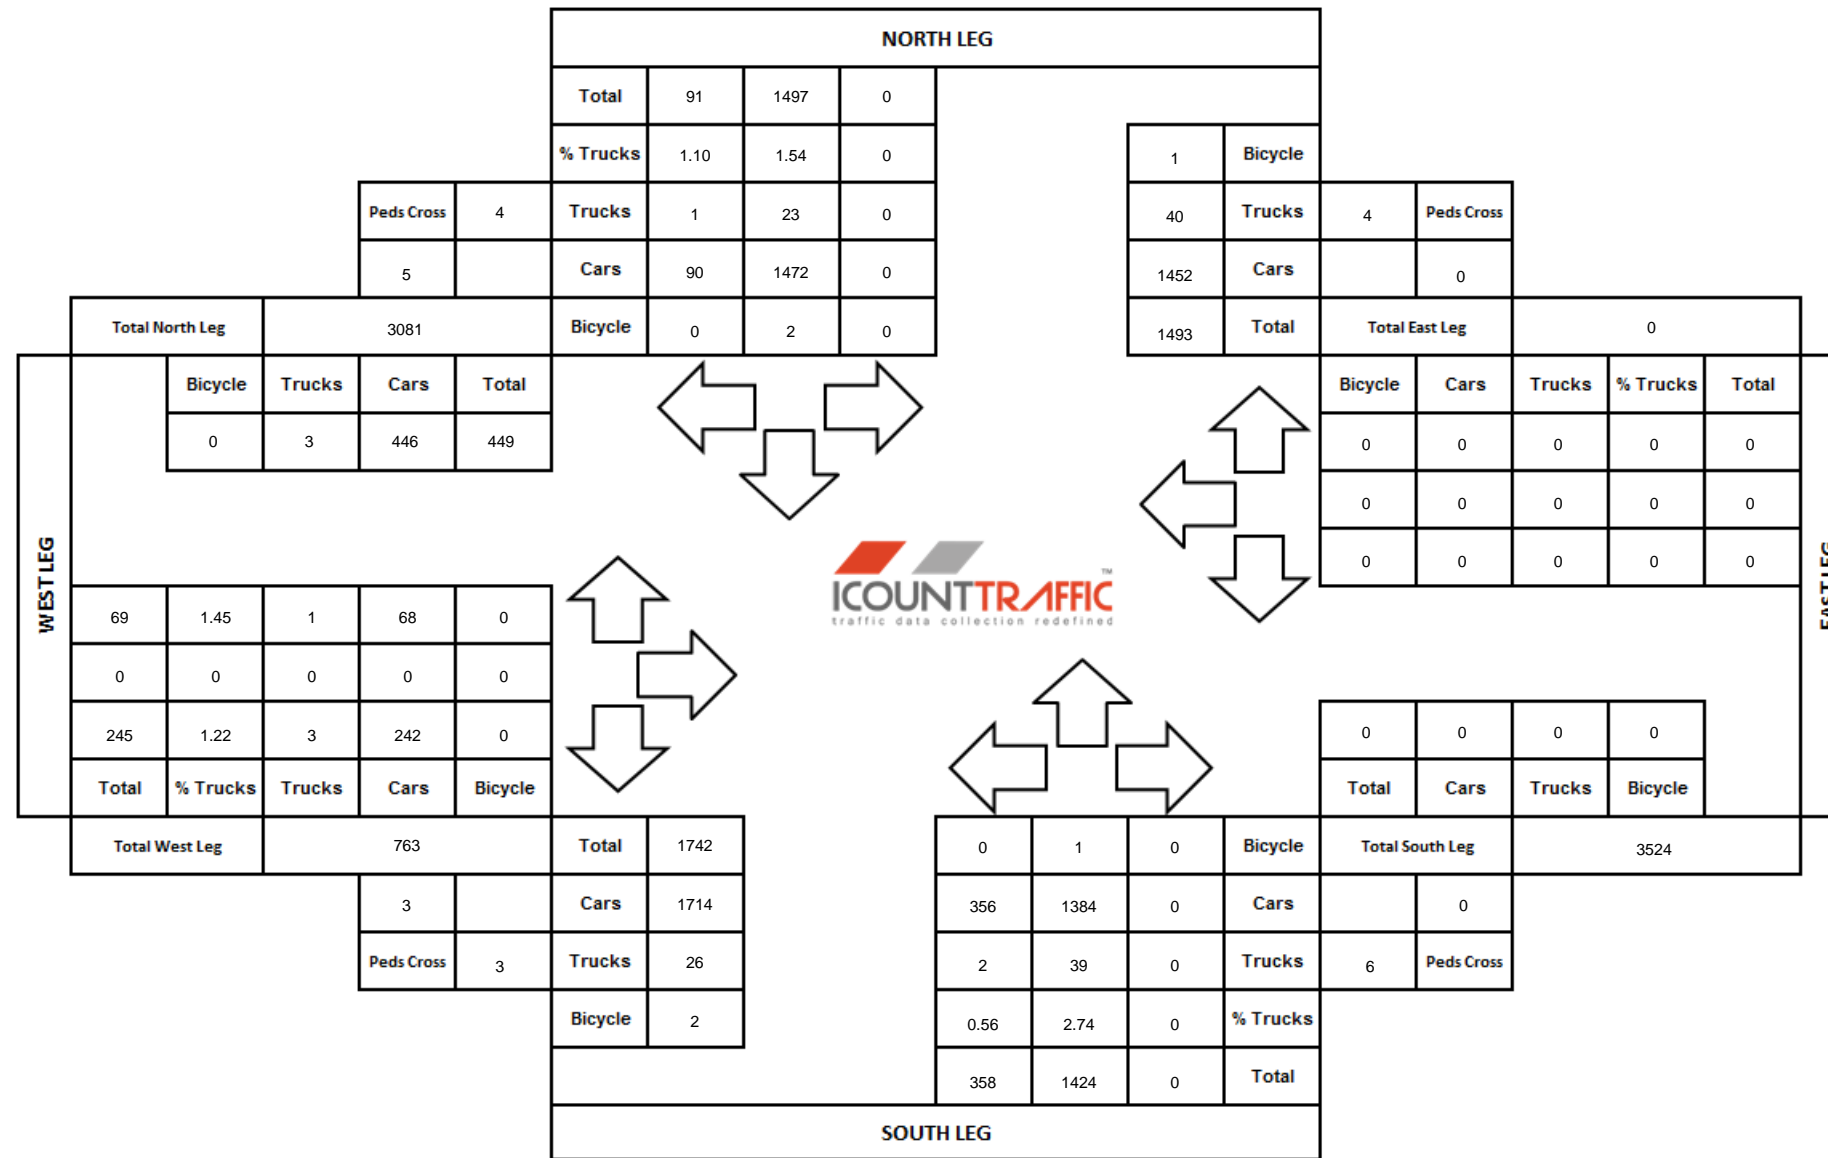 NORTH LEG
Total 91 1497 0
% Trucks 1.10 1.54 0 1 Bicycle
Peds Cross 4 Trucks 1 23 0 40 Trucks 4 Peds Cross
5 Cars 90 1472 0 1452 Cars 0
Total North Leg 3081 Bicycle 0 2 0 1493 Total Total East Leg 0
Bicycle Trucks Cars Total Bicycle Cars Trucks % Trucks Total
0 3 446 449 0 0 0 0 0
0 0 0 0 0
0 0 0 0 0
WEST LEG
EAST LEG
ICOUNTTRAFFIC™
traffic data collection redefined
69 1.45 1 68 0
0 0 0 0 0
245 1.22 3 242 0 0 0 0 0
Total % Trucks Trucks Cars Bicycle Total Cars Trucks Bicycle
Total West Leg 763 Total 1742 0 1 0 Bicycle Total South Leg 3524
3 Cars 1714 356 1384 0 Cars 0
Peds Cross 3 Trucks 26 2 39 0 Trucks 6 Peds Cross
Bicycle 2 0.56 2.74 0 % Trucks
358 1424 0 Total
SOUTH LEG